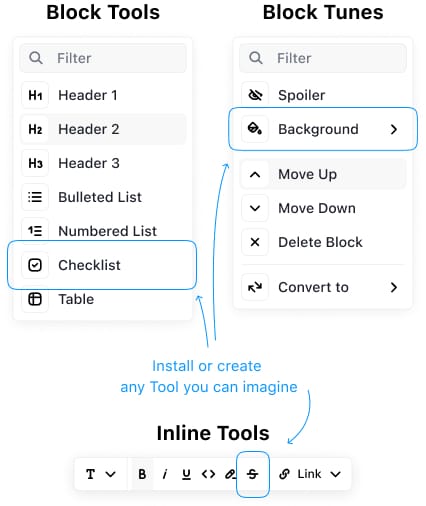 Block Tools
Filter
H1 Header 1
H2 Header 2
H3 Header 3
Bulleted List
Numbered List
Checklist
Table
Block Tunes
Filter
Spoiler
Background
Move Up
Move Down
Delete Block
Convert to
Install or create
any Tool you can imagine
Inline Tools
T B i U S Link